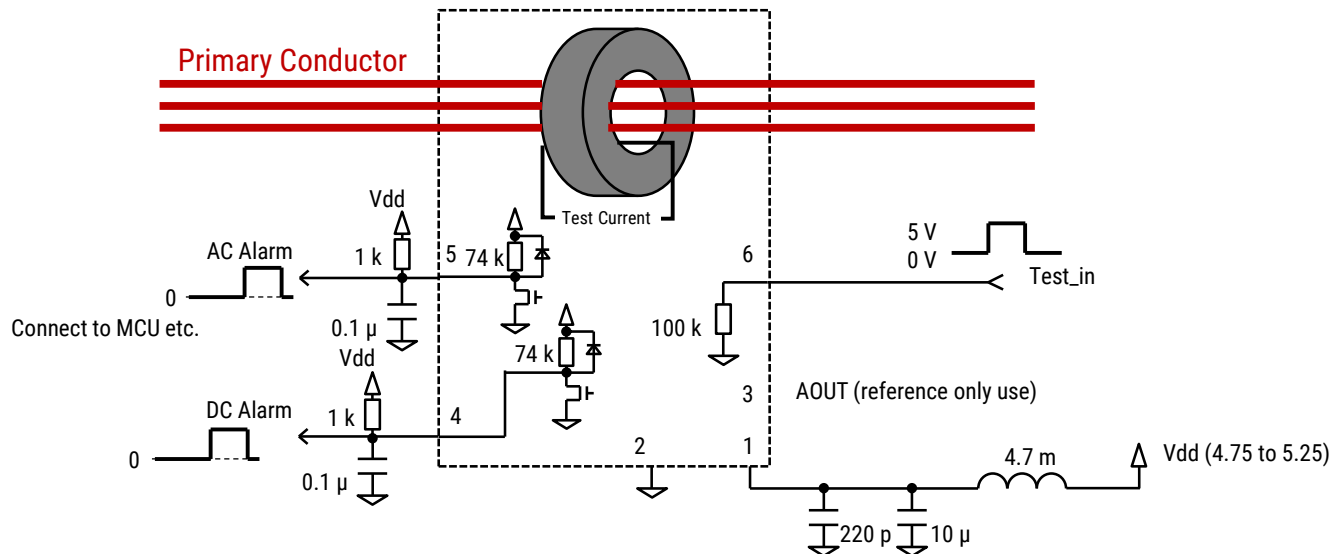 Primary Conductor
Test Current
Vdd
AC Alarm
1 k
5
74 k
6
5 V
0 V
Test_in
0
Connect to MCU etc.
0.1 µ
100 k
Vdd
74 k
3
AOUT (reference only use)
DC Alarm
1 k
4
0
2
1
4.7 m
Vdd (4.75 to 5.25)
0.1 µ
220 p
10 µ